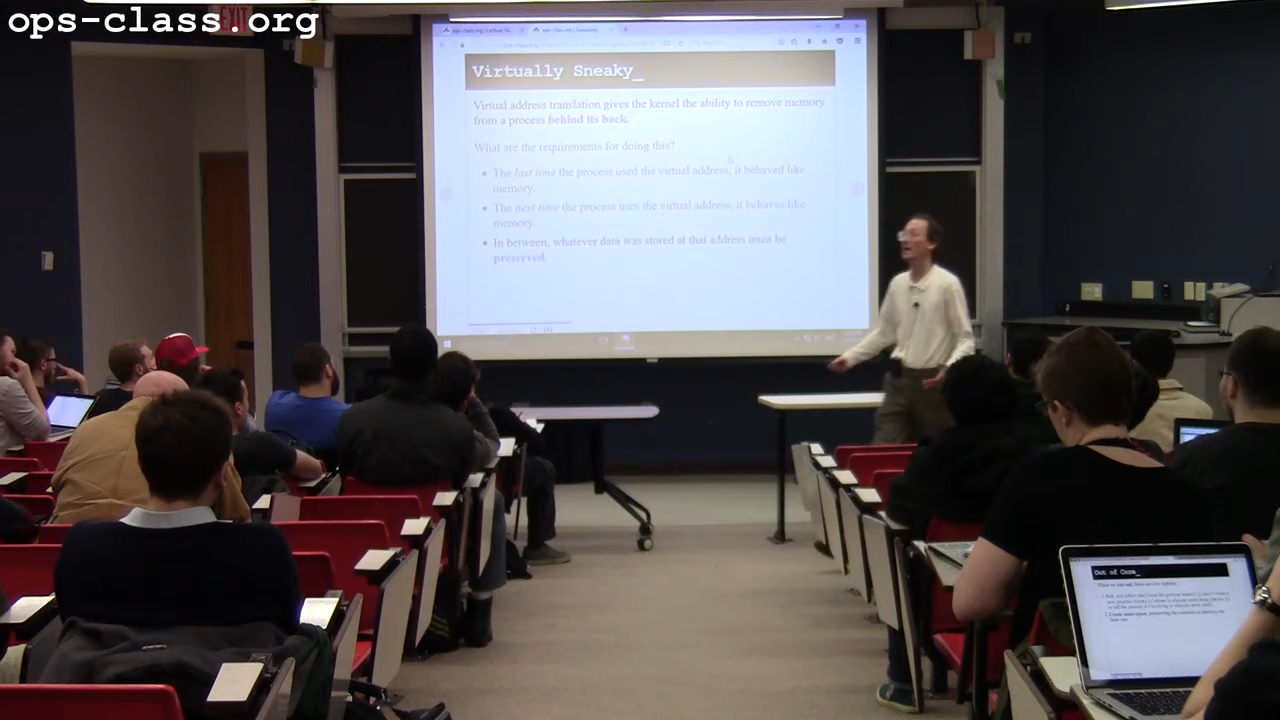 ops-class.org
EXIT
Virtually Sneaky_
Virtual address translation gives the kernel the ability to remove memory
from a process behind its back.
What are the requirements for doing this?
The last time the process used the virtual address, it behaved like
memory.
The next time the process uses the virtual address, it behaves like
memory.
In between, whatever data was stored at that address must be
preserved.
Out of Core_